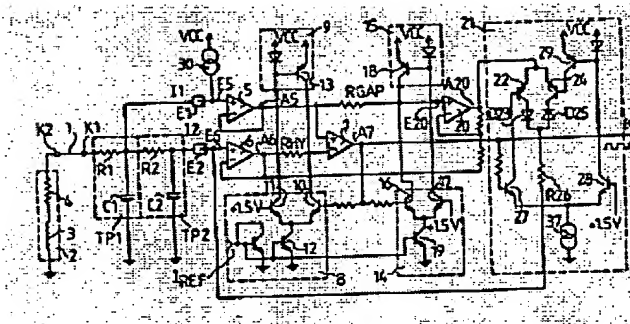 VCC
30
I1
E1
E5
5
A5
VCC
9
13
15
VCC
18
RGAP
A20
E20
20
21
VCC
29
22
24
D23
D25
K2
1
K1
I2
R1
R2
E2
E6
6
A6
RHY
7
A7
4
3
2
C1
C2
TP1
TP2
11
10
+1.5V
12
IREF
8
16
17
+1.5V
19
14
R26
27
28
+1.5V
37